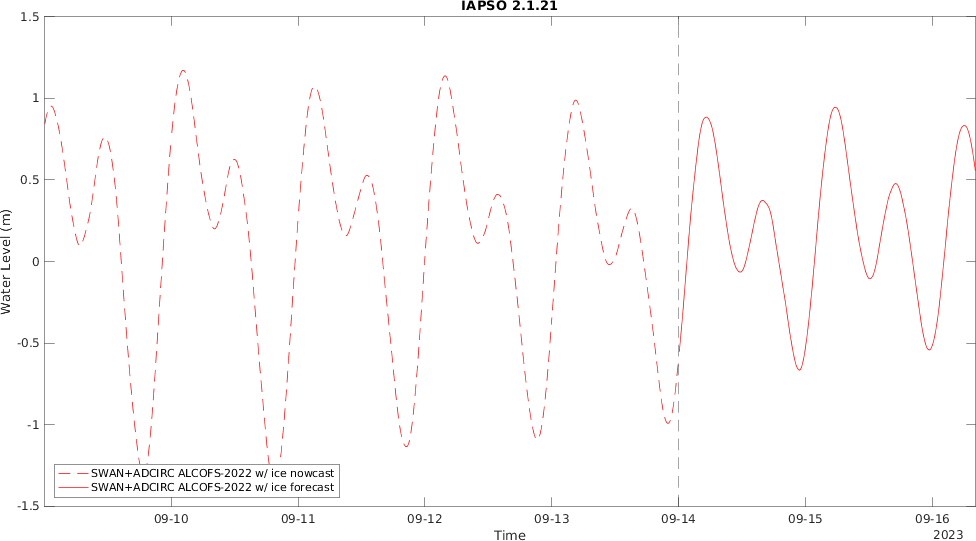 IAPSO 2.1.21
1.5
1
0.5
0
-0.5
-1
-1.5
Water Level (m)
SWAN+ADCIRC ALCOFS-2022 w/ ice nowcast
SWAN+ADCIRC ALCOFS-2022 w/ ice forecast
09-10 09-11 09-12 09-13 09-14 09-15 09-16
Time
2023